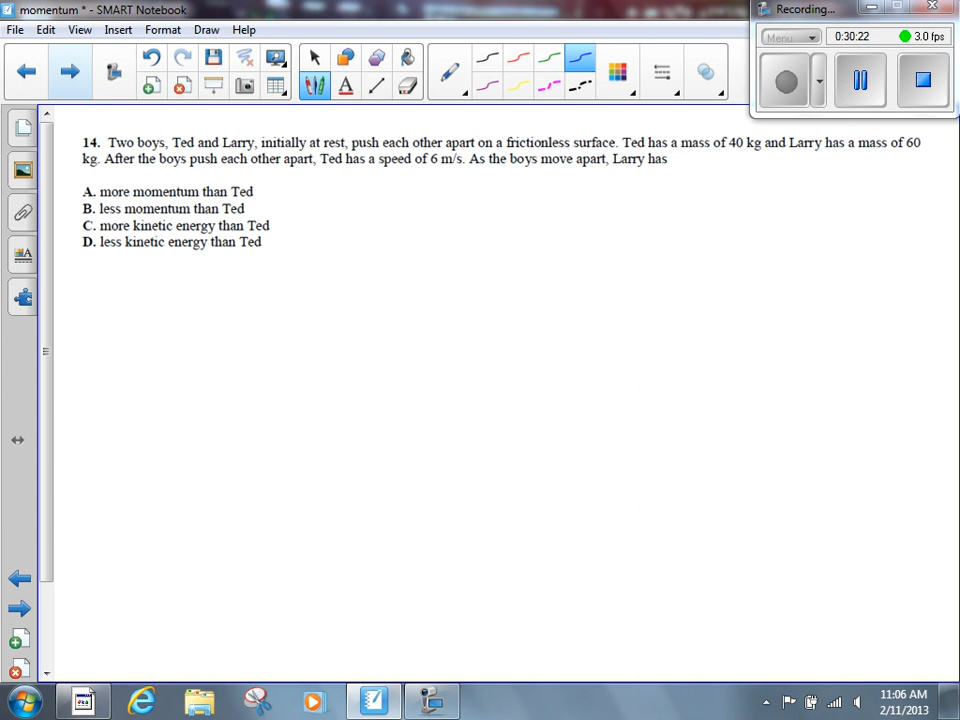 momentum * - SMART Notebook
Recording...
File Edit View Insert Format Draw Help
Menu
0:30:22
3.0 fps
14. Two boys, Ted and Larry, initially at rest, push each other apart on a frictionless surface. Ted has a mass of 40 kg and Larry has a mass of 60
kg. After the boys push each other apart, Ted has a speed of 6 m/s. As the boys move apart, Larry has
A. more momentum than Ted
B. less momentum than Ted
C. more kinetic energy than Ted
D. less kinetic energy than Ted
11:06 AM
2/11/2013